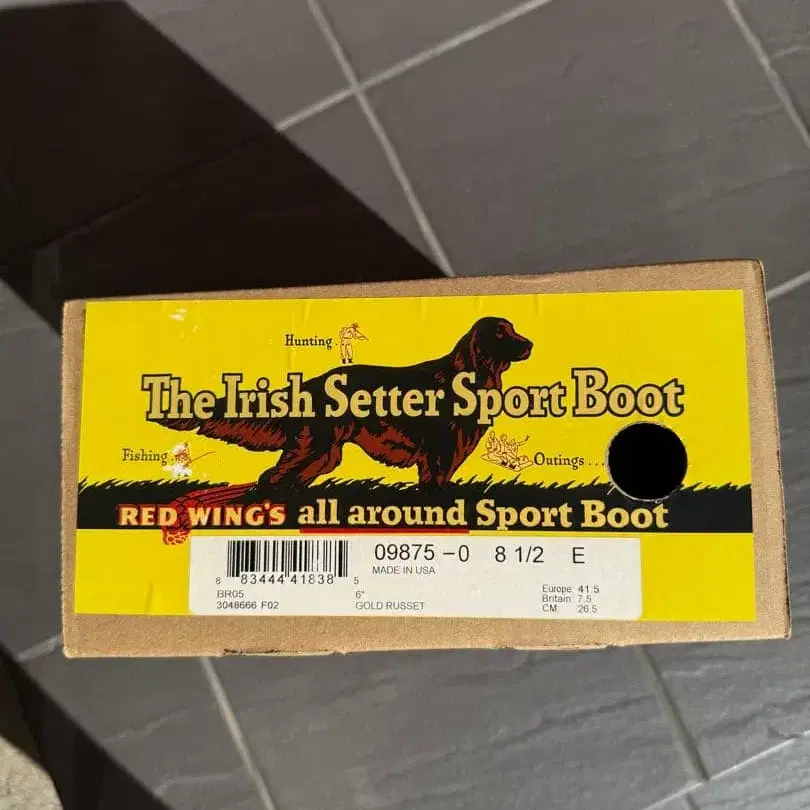 Hunting
The Irish Setter Sport Boot
Fishing
Outings...
RED WING'S all around Sport Boot
09875-0 8 1/2 E
MADE IN USA
8 83444 41838 5
BR05 6"
3048666 F02 GOLD RUSSET
Europe: 41.5
Britain: 7.5
CM: 26.5